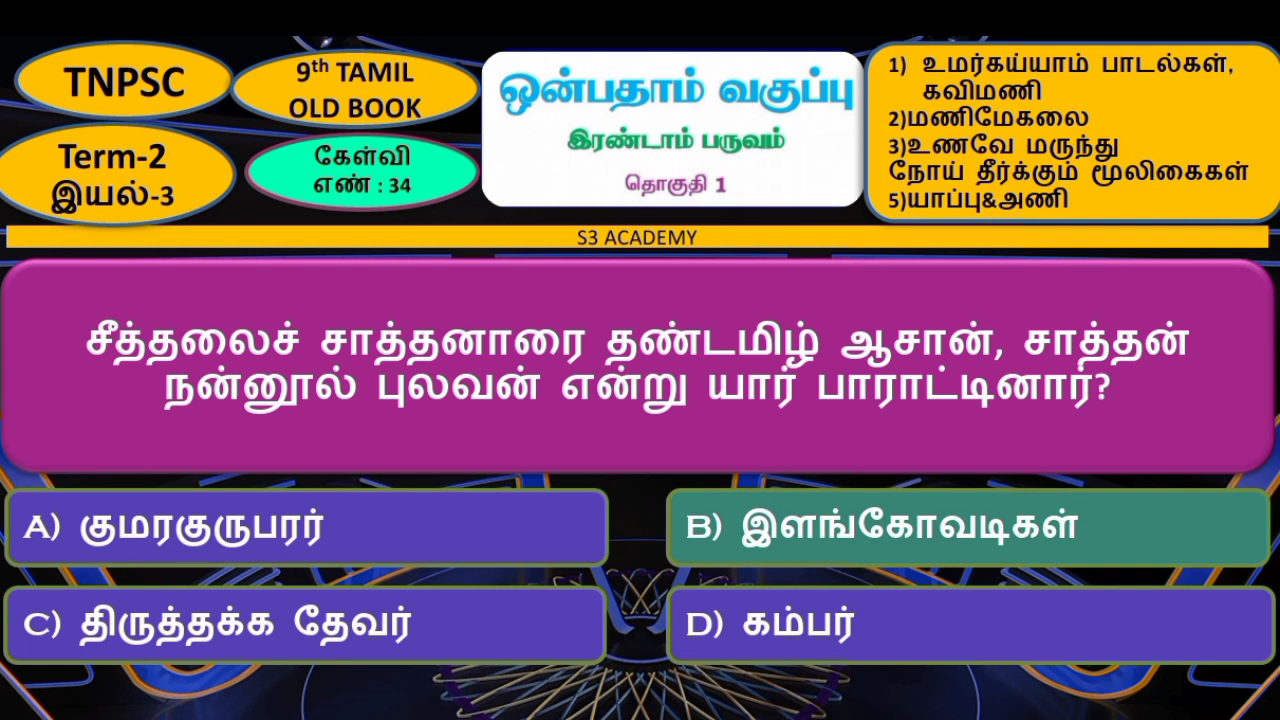 TNPSC
9th TAMIL
OLD BOOK
Term-2
இயல்-3
கேள்வி
எண் : 34
ஒன்பதாம் வகுப்பு
இரண்டாம் பருவம்
தொகுதி 1
1) உமர்கய்யாம் பாடல்கள்,
கவிமணி
2)மணிமேகலை
3)உணவே மருந்து
நோய் தீர்க்கும் மூலிகைகள்
5)யாப்பு&அணி
S3 ACADEMY
சீத்தலைச் சாத்தனாரை தண்டமிழ் ஆசான், சாத்தன்
நன்னூல் புலவன் என்று யார் பாராட்டினார்?
A) குமரகுருபரர்
B) இளங்கோவடிகள்
C) திருத்தக்க தேவர்
D) கம்பர்